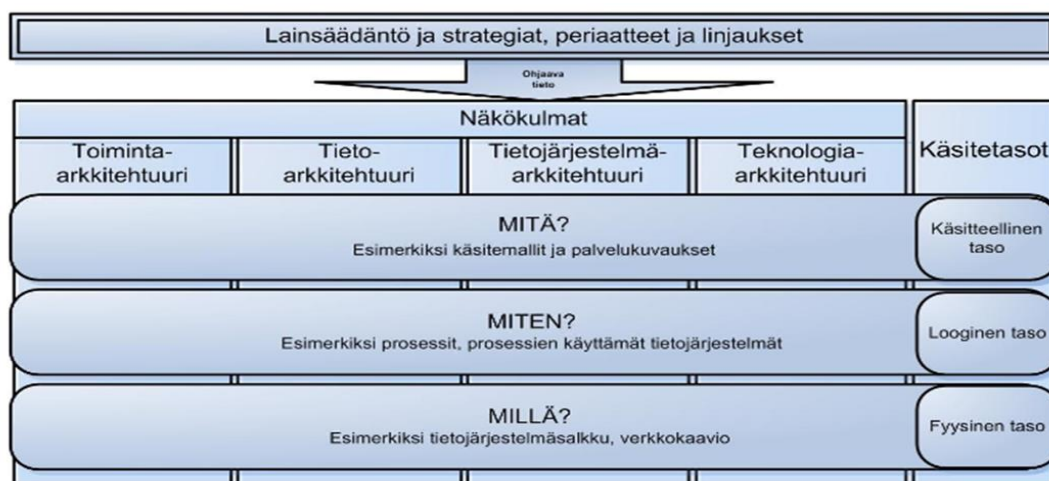 Lainsäädäntö ja strategiat, periaatteet ja linjaukset
Ohjaava
tieto
Näkökulmat
Käsitetasot
Toiminta-
arkkitehtuuri
Tieto-
arkkitehtuuri
Tietojärjestelmä-
arkkitehtuuri
Teknologia-
arkkitehtuuri
MITÄ?
Esimerkiksi käsitemallit ja palvelukuvaukset
Käsitteellinen
taso
MITEN?
Esimerkiksi prosessit, prosessien käyttämät tietojärjestelmät
Looginen taso
MILLÄ?
Esimerkiksi tietojärjestelmäsalkku, verkkokaavio
Fyysinen taso